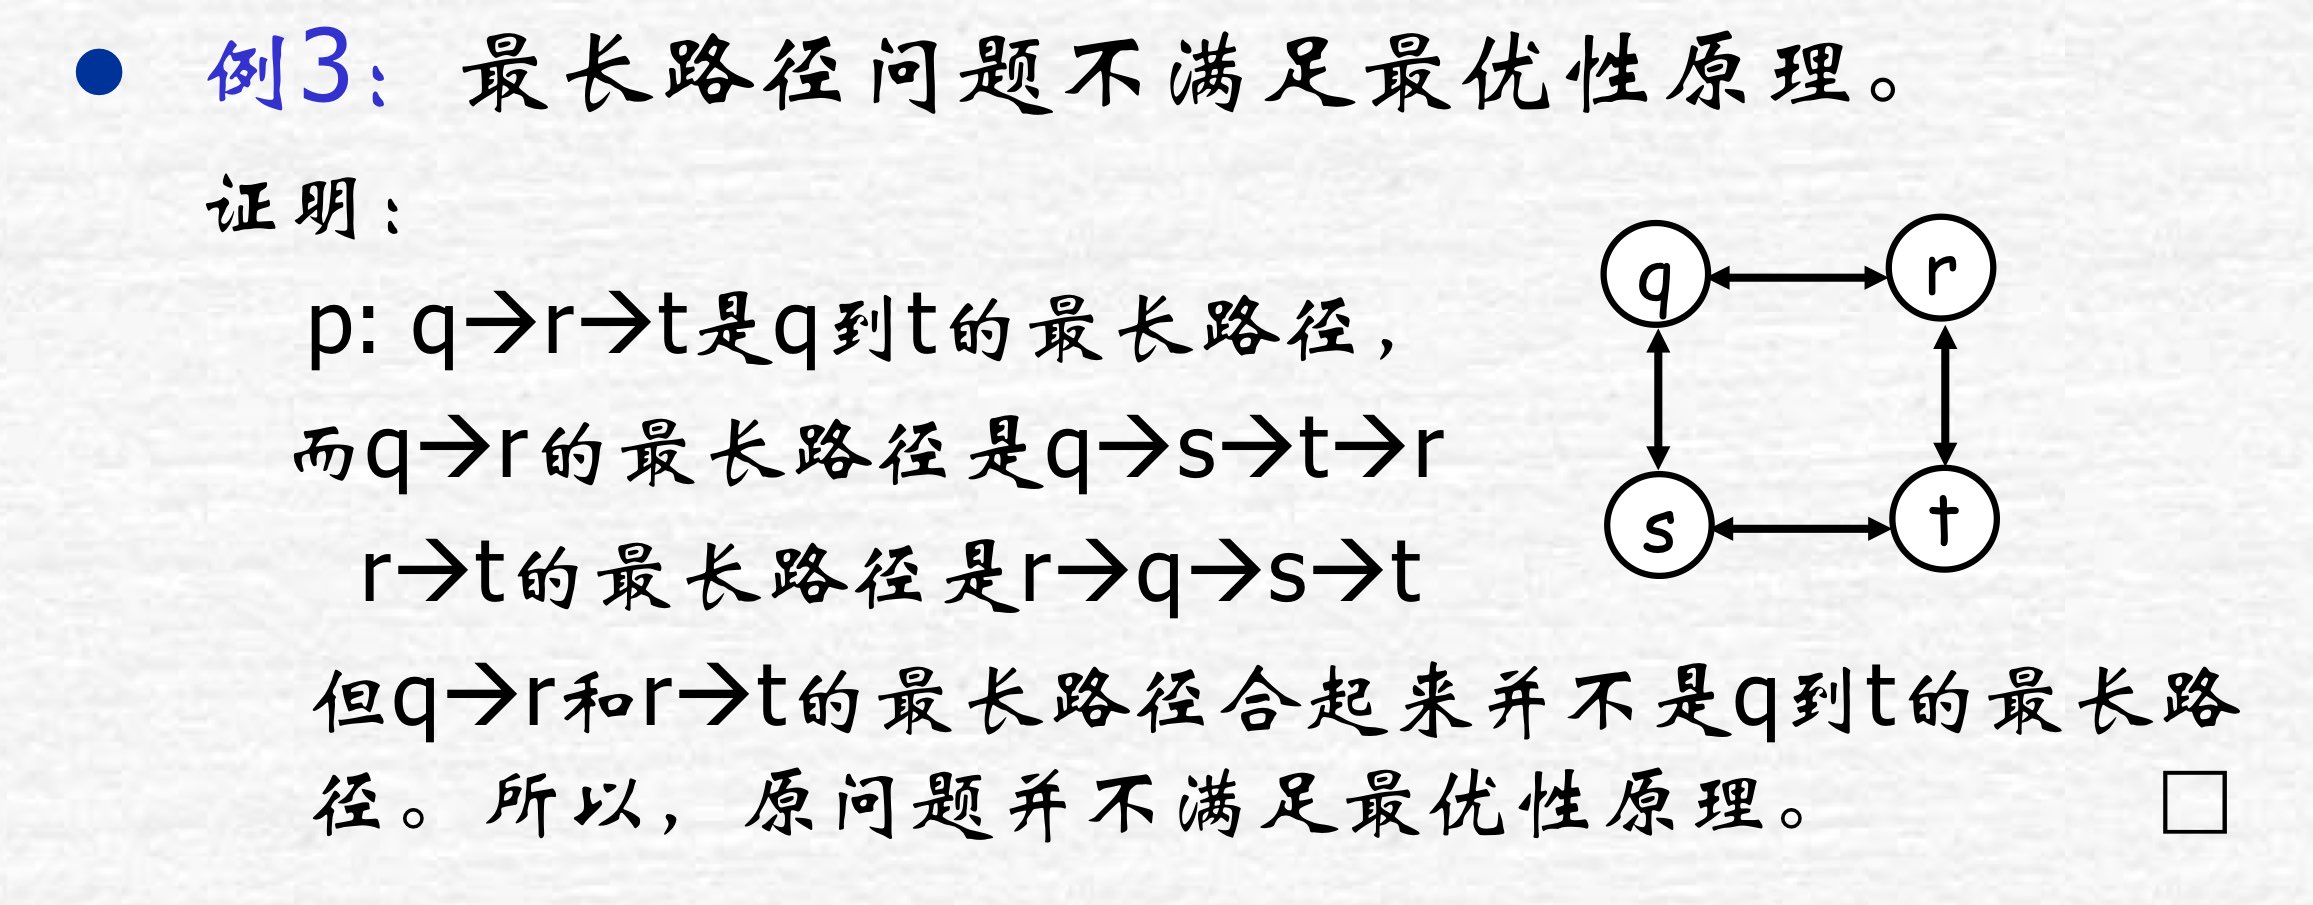 例3：最长路径问题不满足最优性原理。
证明：
p: q→r→t是q到t的最长路径，
而q→r的最长路径是q→s→t→r
r→t的最长路径是r→q→s→t
但q→r和r→t的最长路径合起来并不是q到t的最长路
径。所以，原问题并不满足最优性原理。 □
q r
s t